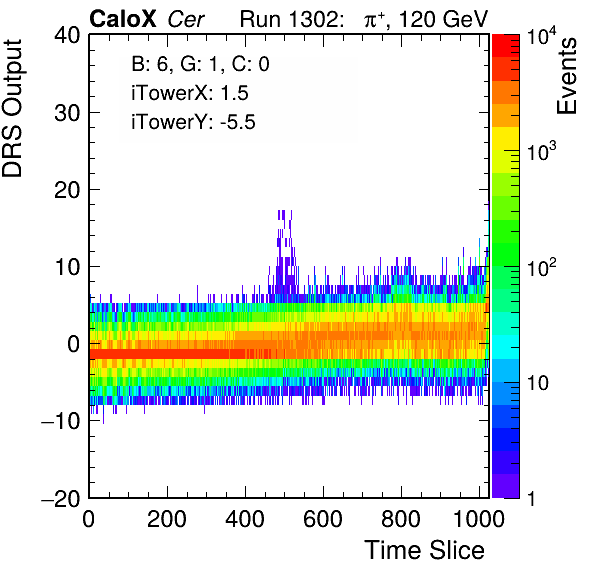 CaloX Cer Run 1302: π⁺, 120 GeV
B: 6, G: 1, C: 0
iTowerX: 1.5
iTowerY: -5.5
DRS Output
40
30
20
10
0
−10
−20
0 200 400 600 800 1000
Time Slice
10⁴
10³
10²
10
1
Events